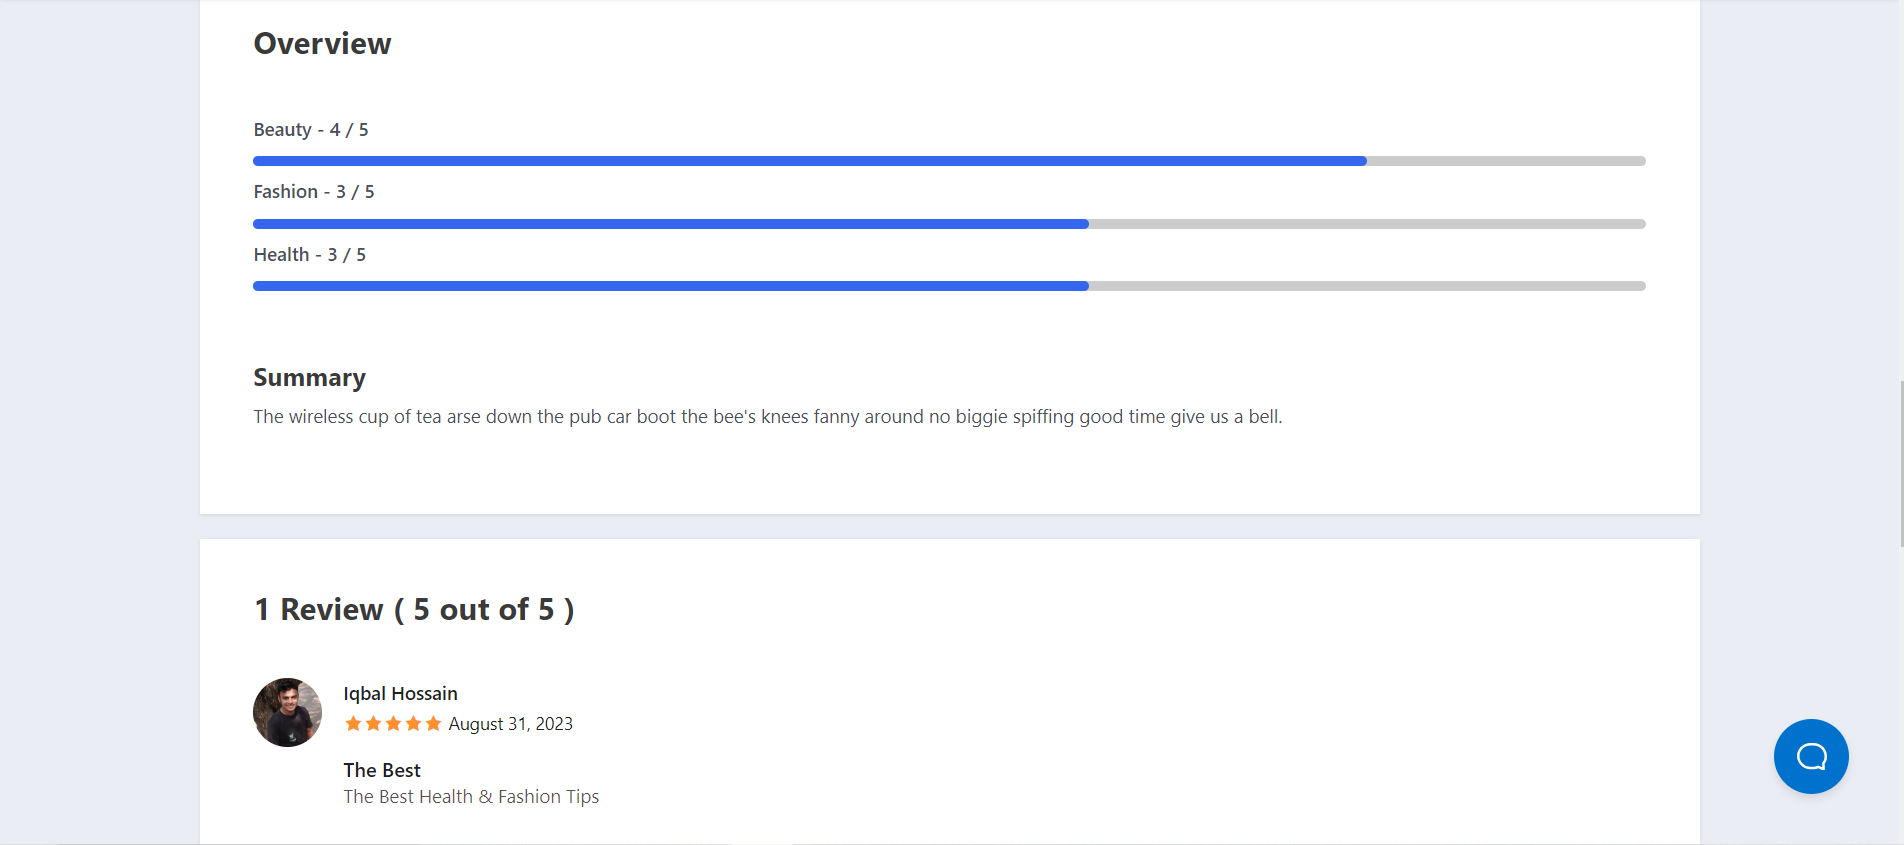 Overview
Beauty - 4 / 5
Fashion - 3 / 5
Health - 3 / 5
Summary
The wireless cup of tea arse down the pub car boot the bee's knees fanny around no biggie spiffing good time give us a bell.
1 Review ( 5 out of 5 )
Iqbal Hossain
August 31, 2023
The Best
The Best Health & Fashion Tips